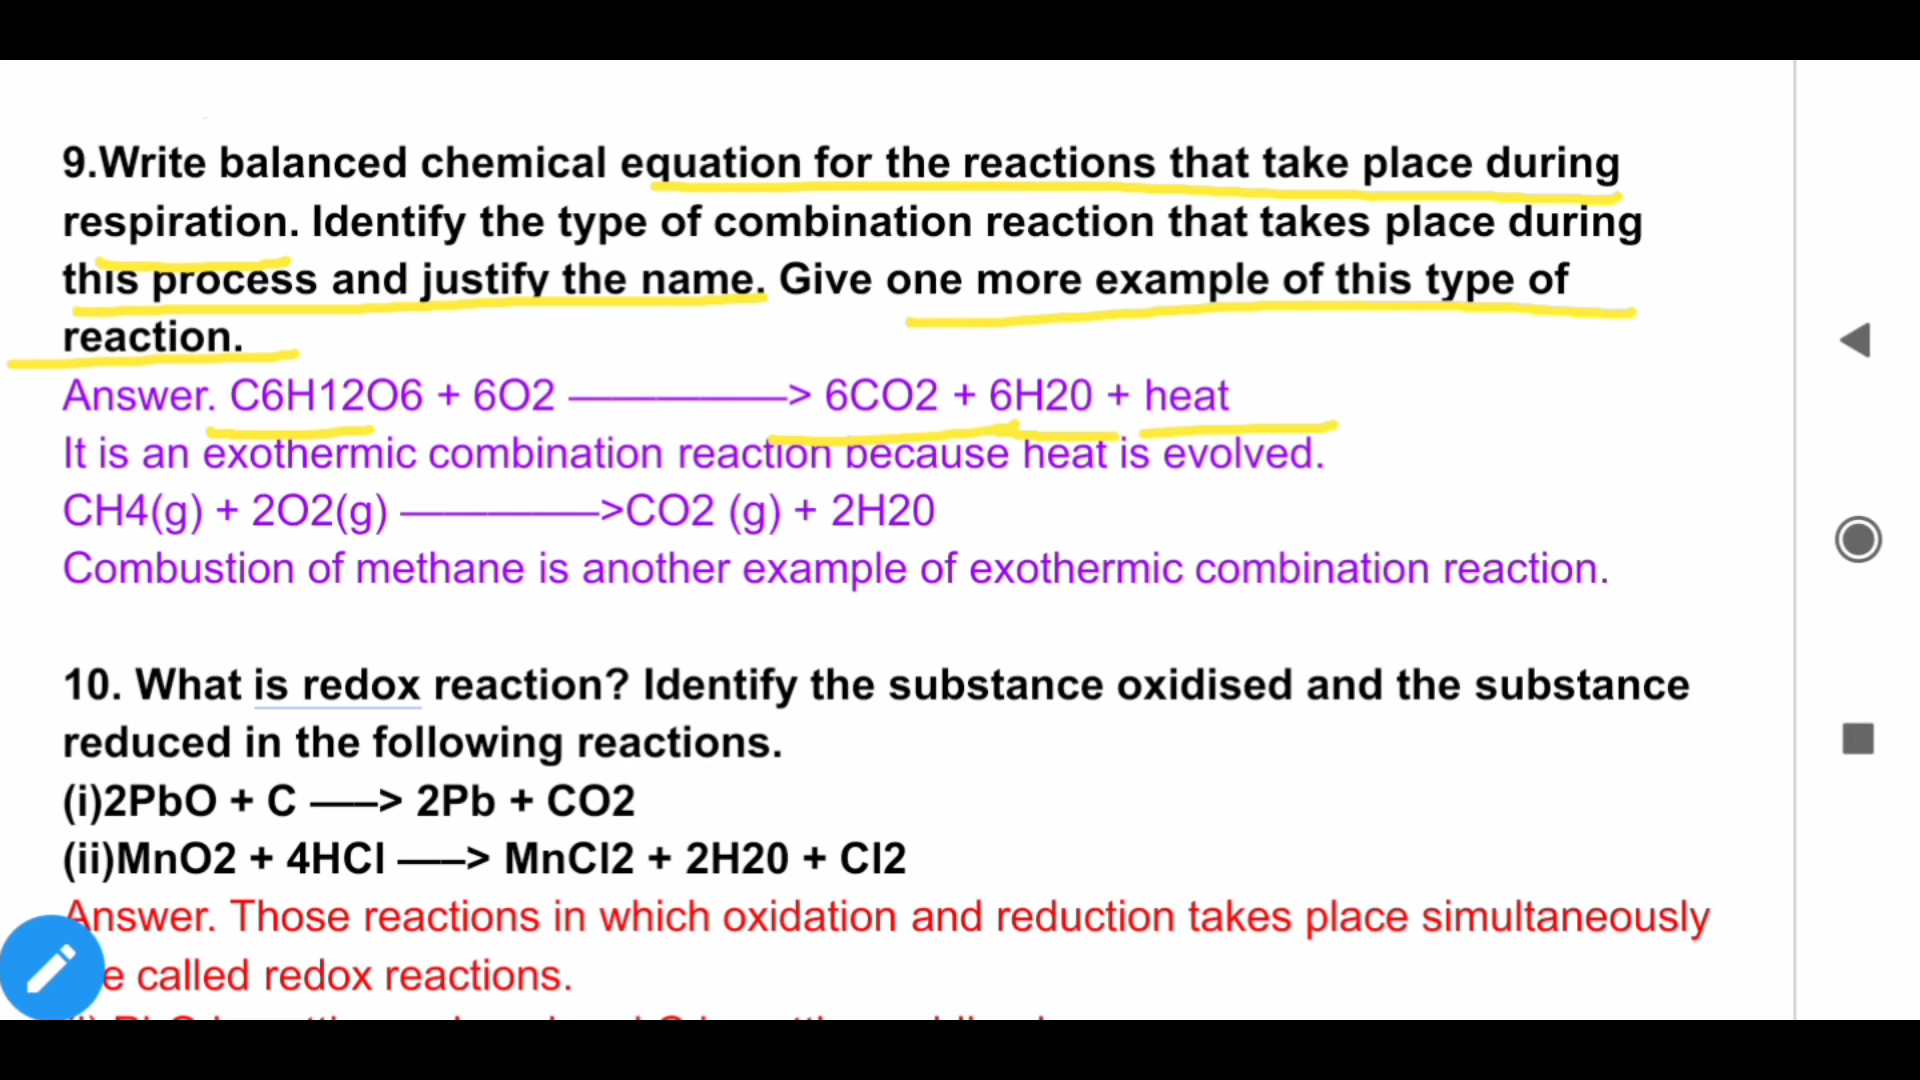 9.Write balanced chemical equation for the reactions that take place during
respiration. Identify the type of combination reaction that takes place during
this process and justify the name. Give one more example of this type of
reaction.
Answer. C6H12O6 + 6O2 —————> 6CO2 + 6H20 + heat
It is an exothermic combination reaction because heat is evolved.
CH4(g) + 2O2(g) —————>CO2 (g) + 2H20
Combustion of methane is another example of exothermic combination reaction.
10. What is redox reaction? Identify the substance oxidised and the substance
reduced in the following reactions.
(i)2PbO + C ——> 2Pb + CO2
(ii)MnO2 + 4HCl ——> MnCl2 + 2H20 + Cl2
Answer. Those reactions in which oxidation and reduction takes place simultaneously
e called redox reactions.